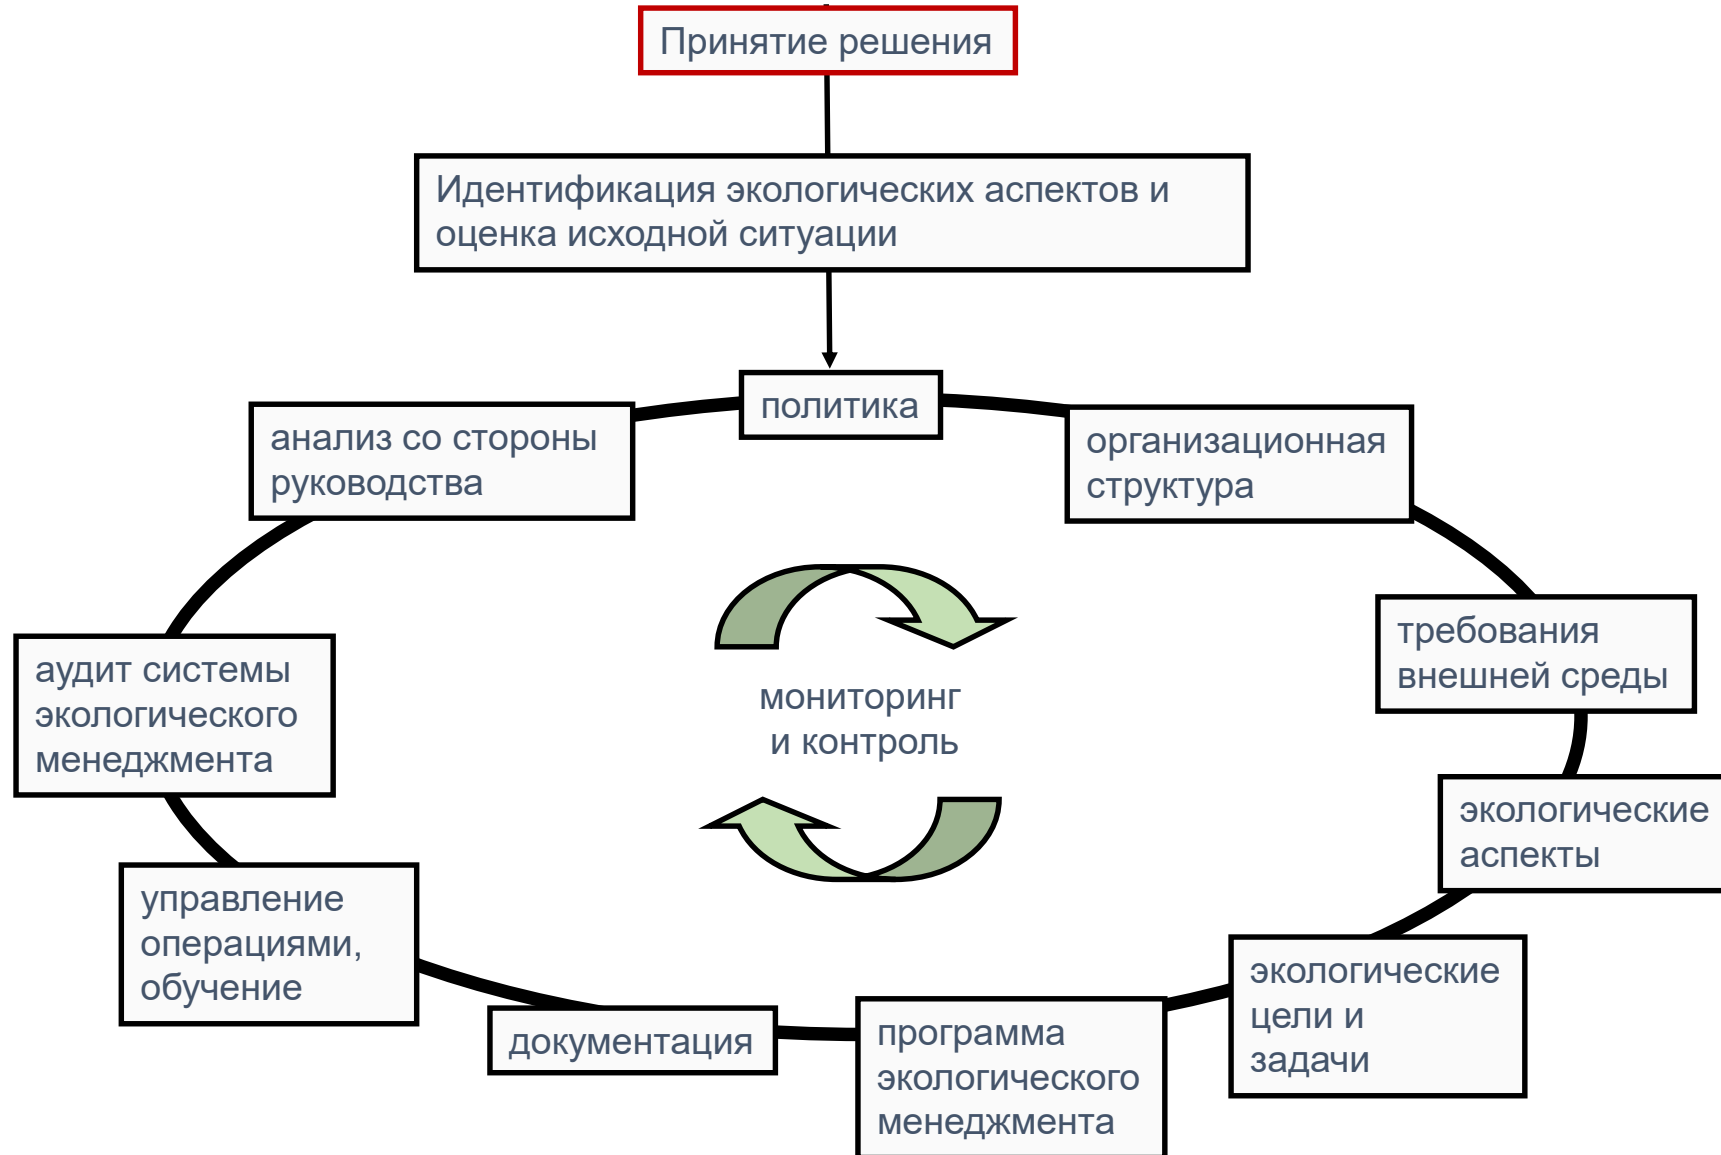 Принятие решения
Идентификация экологических аспектов и
оценка исходной ситуации
политика
организационная
структура
требования
внешней среды
экологические
аспекты
экологические
цели и
задачи
программа
экологического
менеджмента
документация
управление
операциями,
обучение
аудит системы
экологического
менеджмента
анализ со стороны
руководства
мониторинг
и контроль